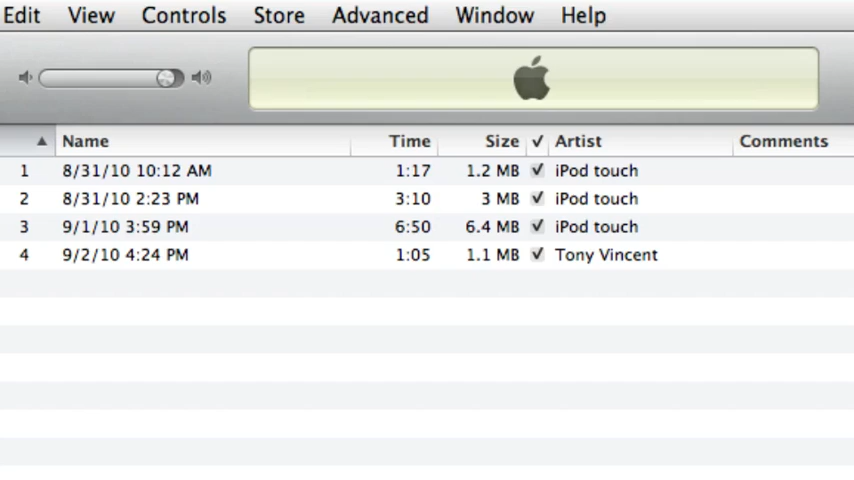 Edit View Controls Store Advanced Window Help
Name Time Size ✓ Artist Comments
1 8/31/10 10:12 AM 1:17 1.2 MB ✓ iPod touch
2 8/31/10 2:23 PM 3:10 3 MB ✓ iPod touch
3 9/1/10 3:59 PM 6:50 6.4 MB ✓ iPod touch
4 9/2/10 4:24 PM 1:05 1.1 MB ✓ Tony Vincent